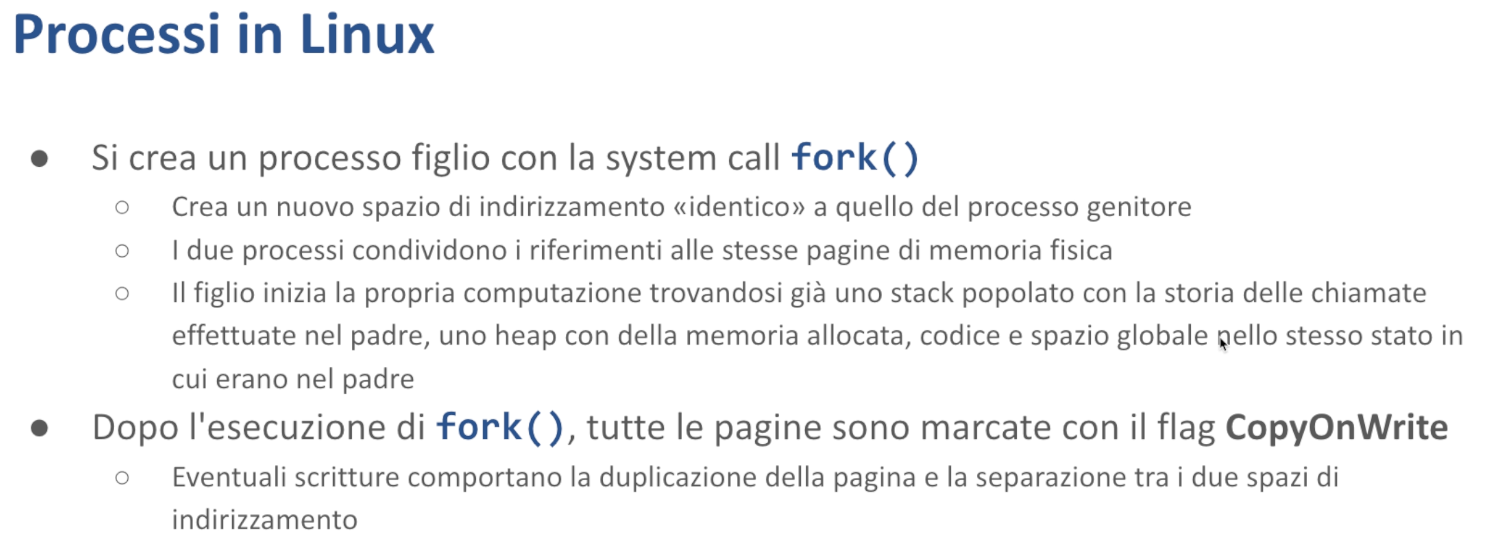 Processi in Linux
● Si crea un processo figlio con la system call fork()
○ Crea un nuovo spazio di indirizzamento «identico» a quello del processo genitore
○ I due processi condividono i riferimenti alle stesse pagine di memoria fisica
○ Il figlio inizia la propria computazione trovandosi già uno stack popolato con la storia delle chiamate
effettuate nel padre, uno heap con della memoria allocata, codice e spazio globale nello stesso stato in
cui erano nel padre
● Dopo l'esecuzione di fork(), tutte le pagine sono marcate con il flag CopyOnWrite
○ Eventuali scritture comportano la duplicazione della pagina e la separazione tra i due spazi di
indirizzamento